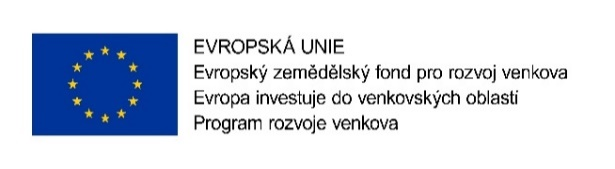 EVROPSKÁ UNIE
Evropský zemědělský fond pro rozvoj venkova
Evropa investuje do venkovských oblastí
Program rozvoje venkova